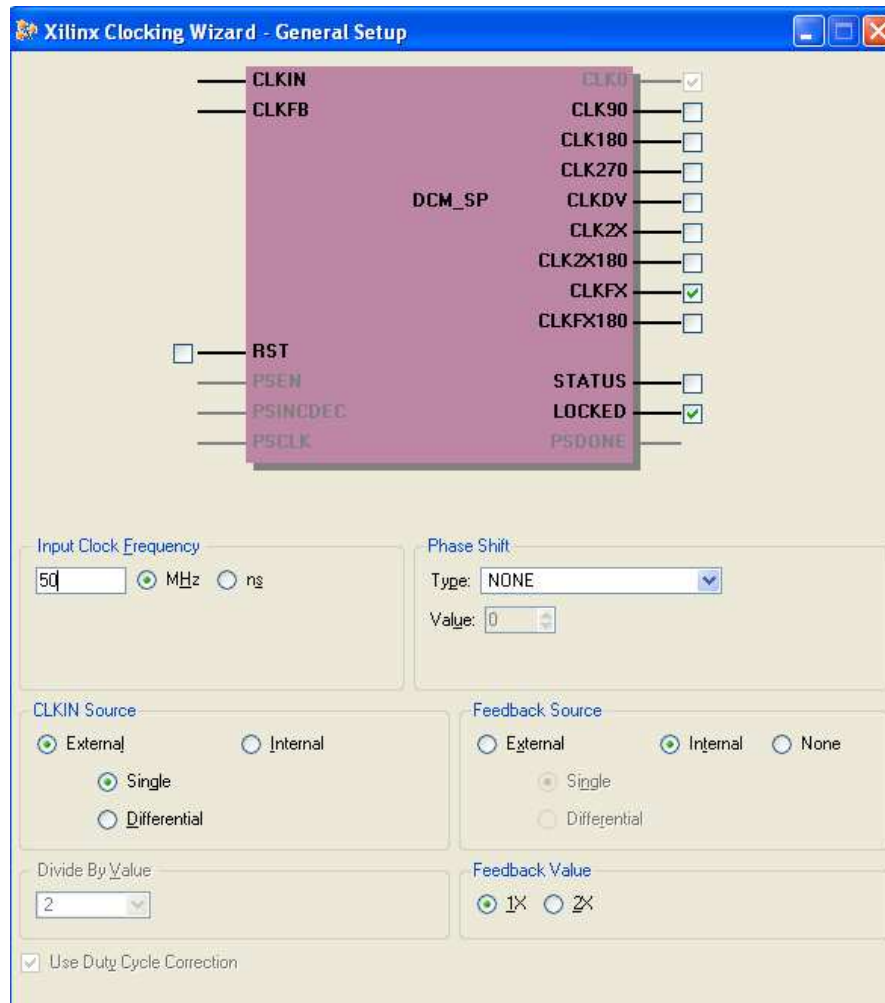 Xilinx Clocking Wizard - General Setup
CLKIN CLK0
CLKFB CLK90
CLK180
CLK270
DCM_SP CLKDV
CLK2X
CLK2X180
CLKFX
CLKFX180
RST
PSEN STATUS
PSINCDEC LOCKED
PSCLK PSDONE
Input Clock Frequency
50 MHz ns
Phase Shift
Type: NONE
Value: 0
CLKIN Source
External Internal
Single
Differential
Feedback Source
External Internal None
Single
Differential
Divide By Value
2
Feedback Value
1X 2X
Use Duty Cycle Correction